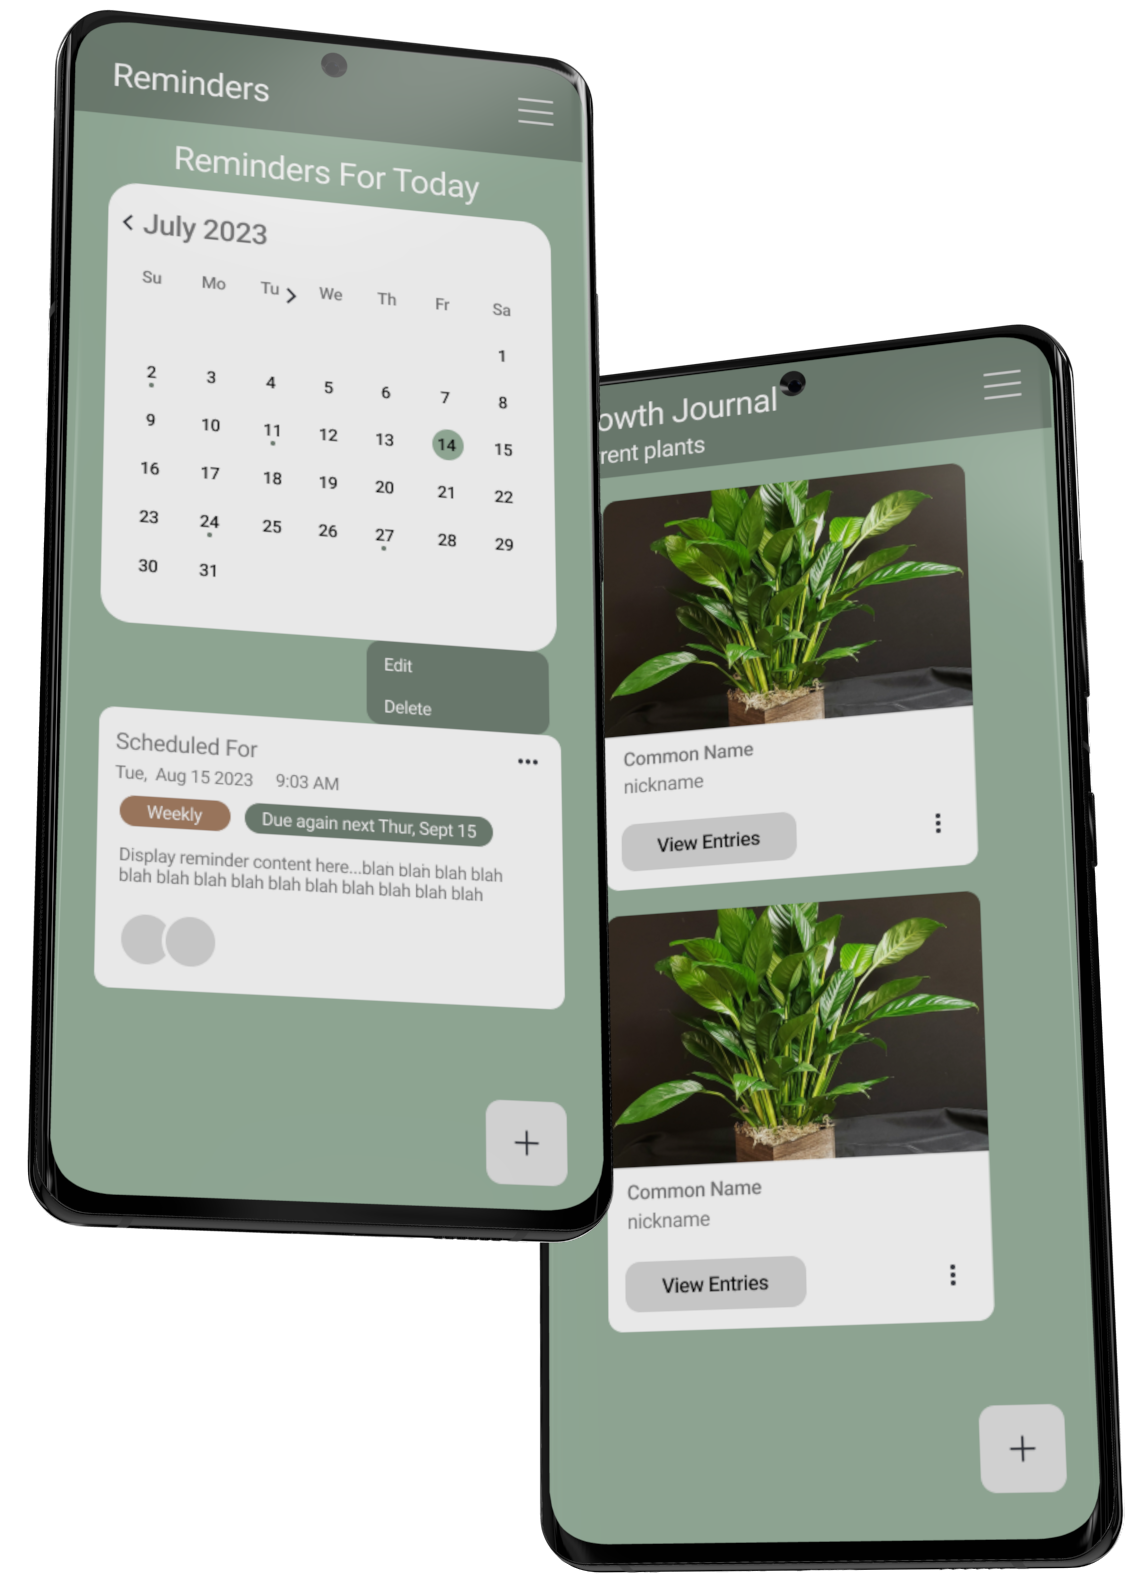 Reminders
Reminders For Today
< July 2023
Su Mo Tu > We Th Fr Sa
1
2 3 4 5 6 7 8
9 10 11 12 13 14 15
16 17 18 19 20 21 22
23 24 25 26 27 28 29
30 31
Edit
Delete
Scheduled For
Tue, Aug 15 2023 9:03 AM
Weekly Due again next Thur, Sept 15
Display reminder content here...blah blah blah blah
blah blah blah blah blah blah blah blah blah blah
+
owth Journal
rent plants
Common Name
nickname
View Entries
Common Name
nickname
View Entries
+